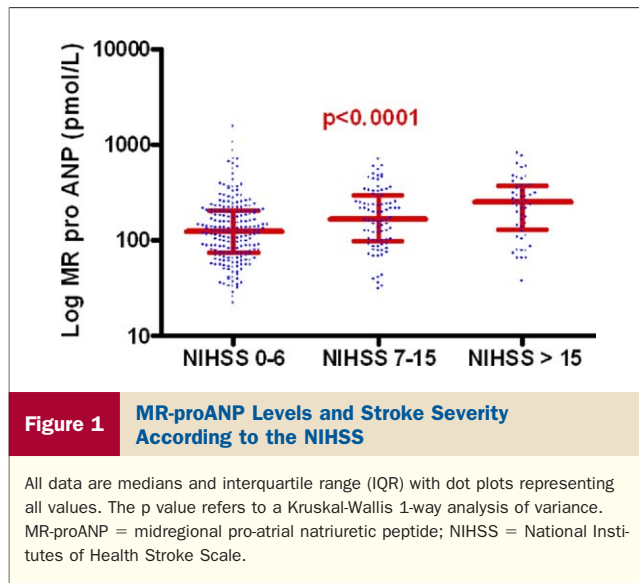 10000
1000
100
10
Log MR pro ANP (pmol/L)
p<0.0001
NIHSS 0-6 NIHSS 7-15 NIHSS > 15
Figure 1
MR-proANP Levels and Stroke Severity
According to the NIHSS
All data are medians and interquartile range (IQR) with dot plots representing
all values. The p value refers to a Kruskal-Wallis 1-way analysis of variance.
MR-proANP = midregional pro-atrial natriuretic peptide; NIHSS = National Insti-
tutes of Health Stroke Scale.